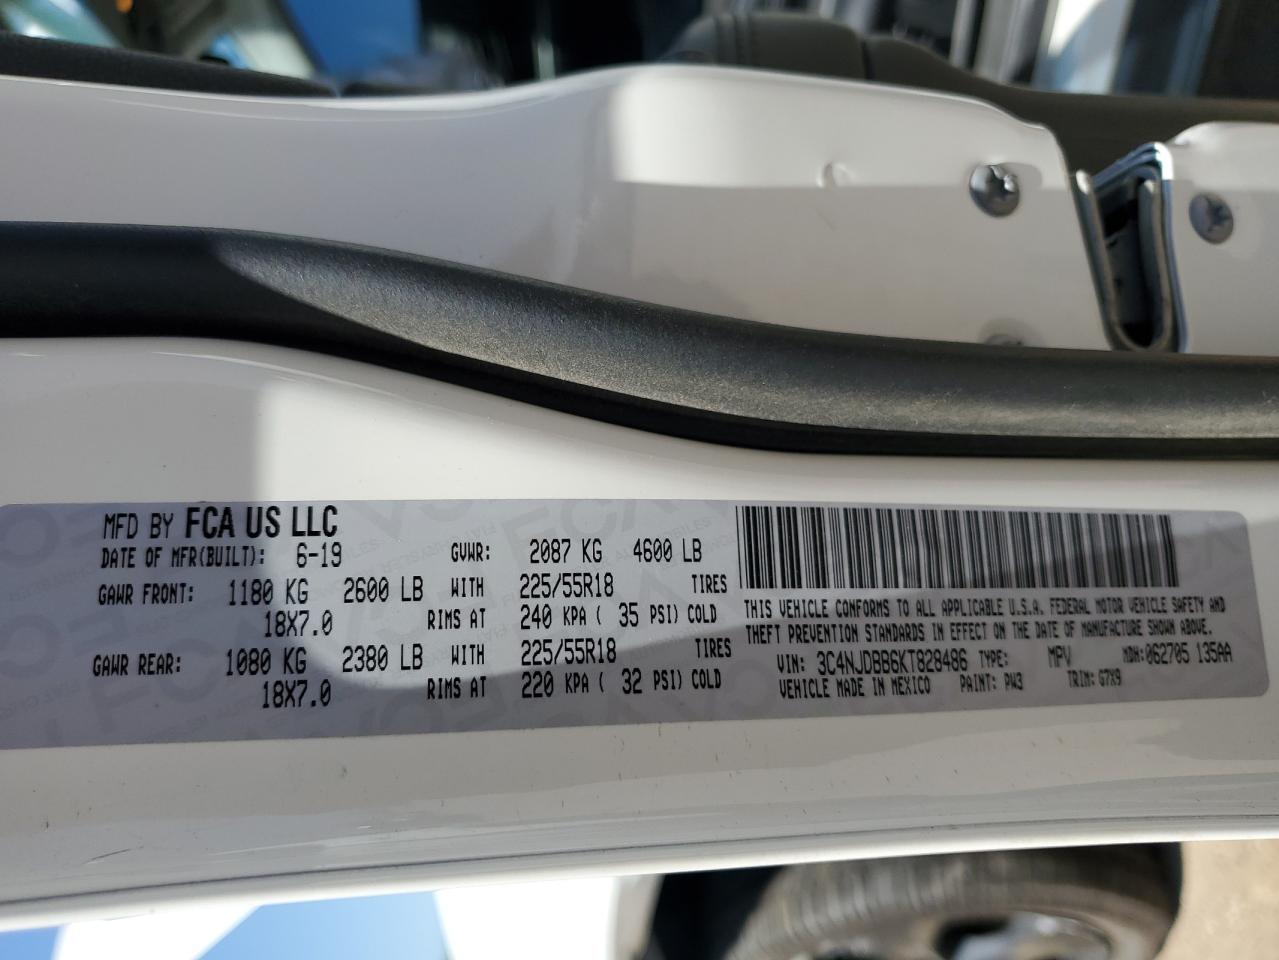 MFD BY FCA US LLC
DATE OF MFR(BUILT): 6-19 GVWR: 2087 KG 4600 LB
GAWR FRONT: 1180 KG 2600 LB WITH 225/55R18 TIRES
18X7.0 RIMS AT 240 KPA ( 35 PSI) COLD
GAWR REAR: 1080 KG 2380 LB WITH 225/55R18 TIRES
18X7.0 RIMS AT 220 KPA ( 32 PSI) COLD
THIS VEHICLE CONFORMS TO ALL APPLICABLE U.S.A. FEDERAL MOTOR VEHICLE SAFETY AND
THEFT PREVENTION STANDARDS IN EFFECT ON THE DATE OF MANUFACTURE SHOWN ABOVE.
VIN: 3C4NJDBB6KT828486 TYPE: MPV MDH:062705 135AA
VEHICLE MADE IN MEXICO PAINT: PW3 TRIM: G7X9